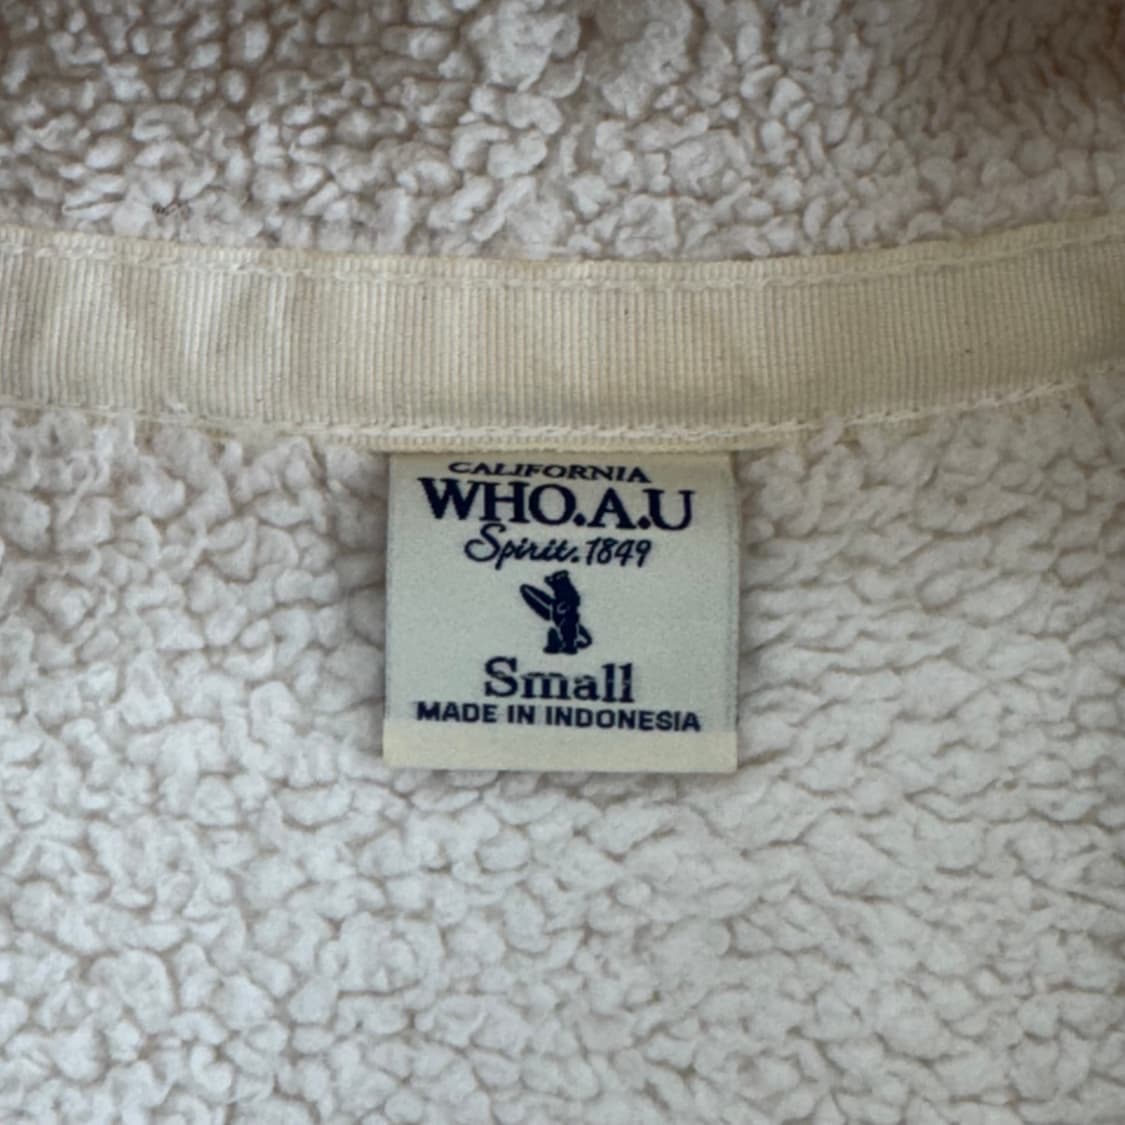 CALIFORNIA
WHO.A.U
Spirit.1849
Small
MADE IN INDONESIA